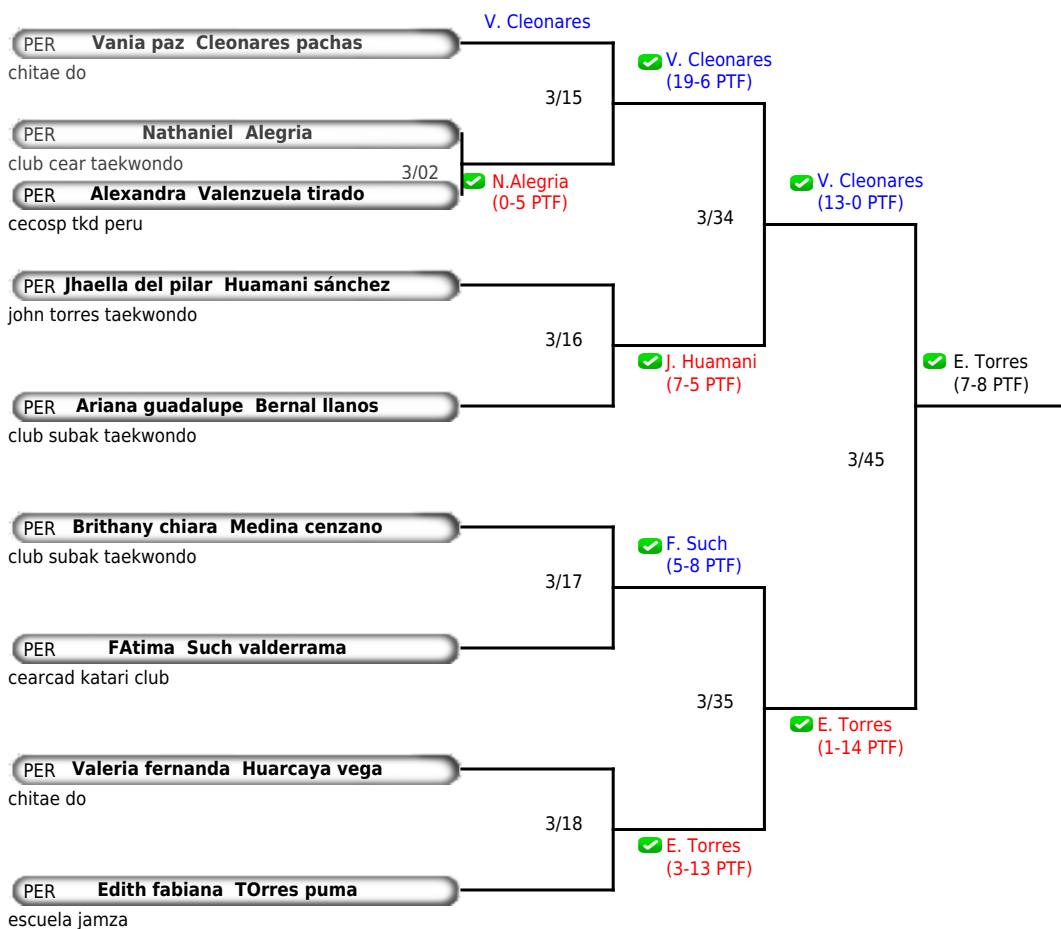 V. Cleonares
PER Vania paz Cleonares pachas
chitae do
V. Cleonares
(19-6 PTF)
3/15
PER Nathaniel Alegria
club cear taekwondo
3/02
N.Alegria
(0-5 PTF)
PER Alexandra Valenzuela tirado
cecosp tkd peru
V. Cleonares
(13-0 PTF)
3/34
PER Jhaella del pilar Huamani sánchez
john torres taekwondo
3/16
J. Huamani
(7-5 PTF)
E. Torres
(7-8 PTF)
PER Ariana guadalupe Bernal llanos
club subak taekwondo
3/45
PER Brithany chiara Medina cenzano
club subak taekwondo
F. Such
(5-8 PTF)
3/17
PER FAtima Such valderrama
cearcad katari club
3/35
E. Torres
(1-14 PTF)
PER Valeria fernanda Huarcaya vega
chitae do
3/18
E. Torres
(3-13 PTF)
PER Edith fabiana TOrres puma
escuela jamza